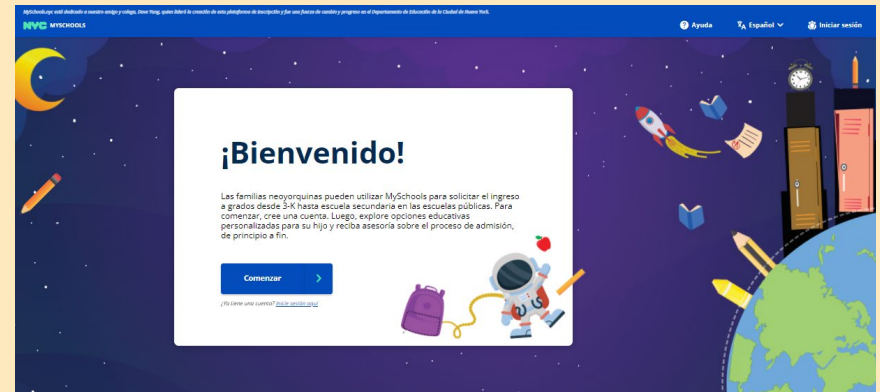 MySchools.nyc está dedicado a nuestro amigo y colega, Dave Yang, quien lideró la creación de esta plataforma de inscripción y fue una fuerza de cambio y progreso en el Departamento de Educación de la Ciudad de Nueva York.
NYC MYSCHOOLS
Ayuda
Español
Iniciar sesión
¡Bienvenido!
Las familias neoyorquinas pueden utilizar MySchools para solicitar el ingreso
a grados desde 3-K hasta escuela secundaria en las escuelas públicas. Para
comenzar, cree una cuenta. Luego, explore opciones educativas
personalizadas para su hijo y reciba asesoría sobre el proceso de admisión,
de principio a fin.
Comenzar
¿Ya tiene una cuenta? Inicie sesión aquí